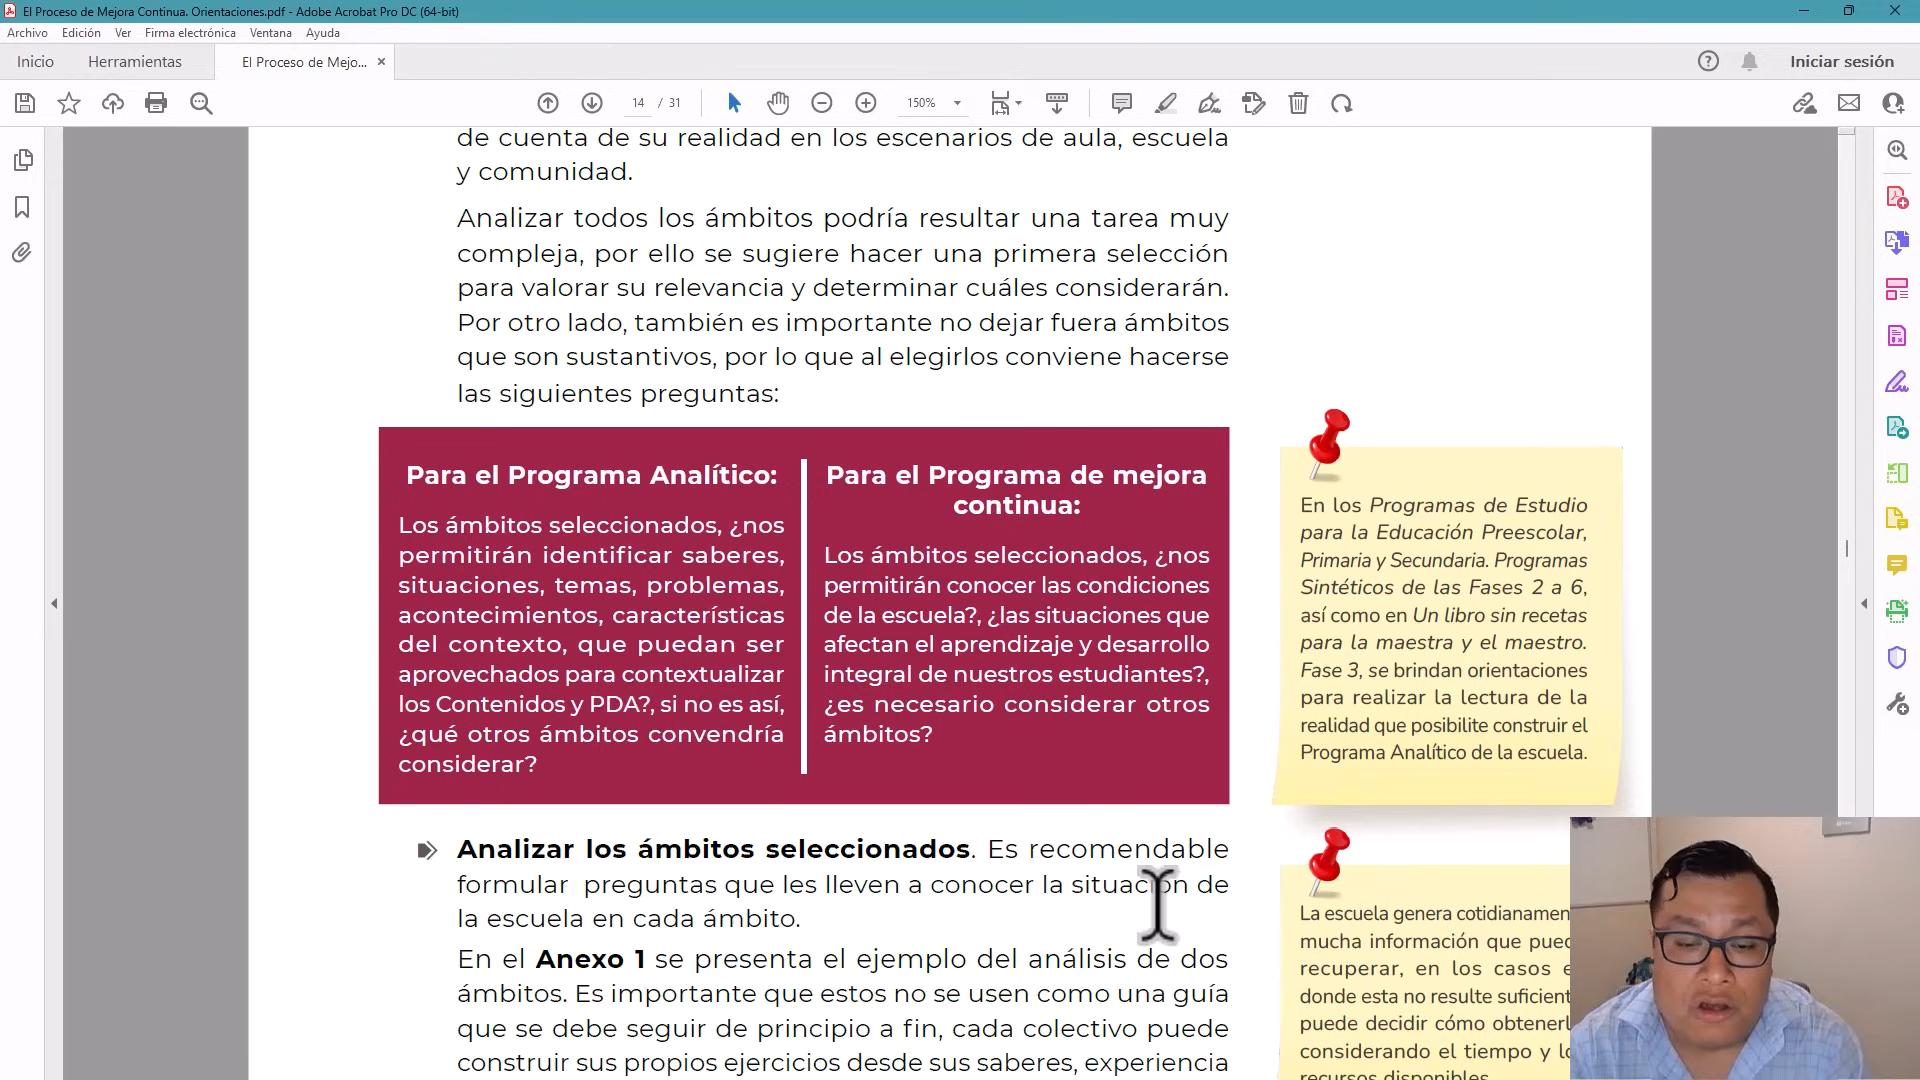 El Proceso de Mejora Continua. Orientaciones.pdf - Adobe Acrobat Pro DC (64-bit)
Archivo Edición Ver Firma electrónica Ventana Ayuda
Inicio Herramientas El Proceso de Mejo... × Iniciar sesión
14 / 31 150%
de cuenta de su realidad en los escenarios de aula, escuela
y comunidad.
Analizar todos los ámbitos podría resultar una tarea muy
compleja, por ello se sugiere hacer una primera selección
para valorar su relevancia y determinar cuáles considerarán.
Por otro lado, también es importante no dejar fuera ámbitos
que son sustantivos, por lo que al elegirlos conviene hacerse
las siguientes preguntas:
Para el Programa Analítico:
Los ámbitos seleccionados, ¿nos
permitirán identificar saberes,
situaciones, temas, problemas,
acontecimientos, características
del contexto, que puedan ser
aprovechados para contextualizar
los Contenidos y PDA?, si no es así,
¿qué otros ámbitos convendría
considerar?
Para el Programa de mejora
continua:
Los ámbitos seleccionados, ¿nos
permitirán conocer las condiciones
de la escuela?, ¿las situaciones que
afectan el aprendizaje y desarrollo
integral de nuestros estudiantes?,
¿es necesario considerar otros
ámbitos?
En los Programas de Estudio
para la Educación Preescolar,
Primaria y Secundaria. Programas
Sintéticos de las Fases 2 a 6,
así como en Un libro sin recetas
para la maestra y el maestro.
Fase 3, se brindan orientaciones
para realizar la lectura de la
realidad que posibilite construir el
Programa Analítico de la escuela.
Analizar los ámbitos seleccionados. Es recomendable
formular preguntas que les lleven a conocer la situación de
la escuela en cada ámbito.
En el Anexo 1 se presenta el ejemplo del análisis de dos
ámbitos. Es importante que estos no se usen como una guía
que se debe seguir de principio a fin, cada colectivo puede
construir sus propios ejercicios desde sus saberes, experiencia
La escuela genera cotidianamen
mucha información que pued
recuperar, en los casos e
donde esta no resulte suficient
puede decidir cómo obtenerl
considerando el tiempo y lo
recursos disponibles